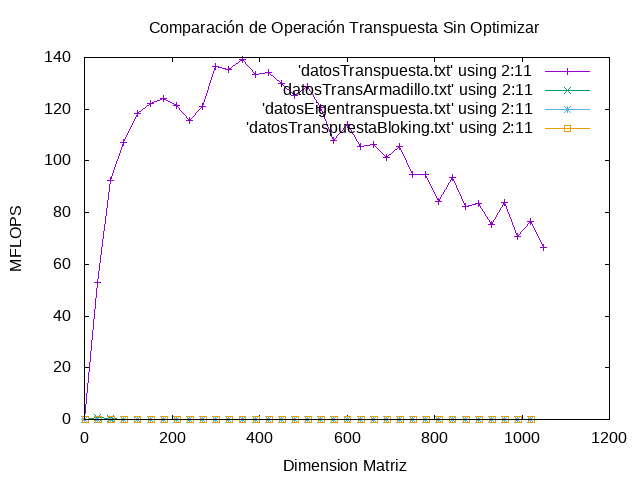 Comparación de Operación Transpuesta Sin Optimizar
'datosTranspuesta.txt' using 2:11
'datosTransArmadillo.txt' using 2:11
'datosEigentranspuesta.txt' using 2:11
'datosTranspuestaBloking.txt' using 2:11
140
120
100
80
60
40
20
0
MFLOPS
0 200 400 600 800 1000 1200
Dimension Matriz